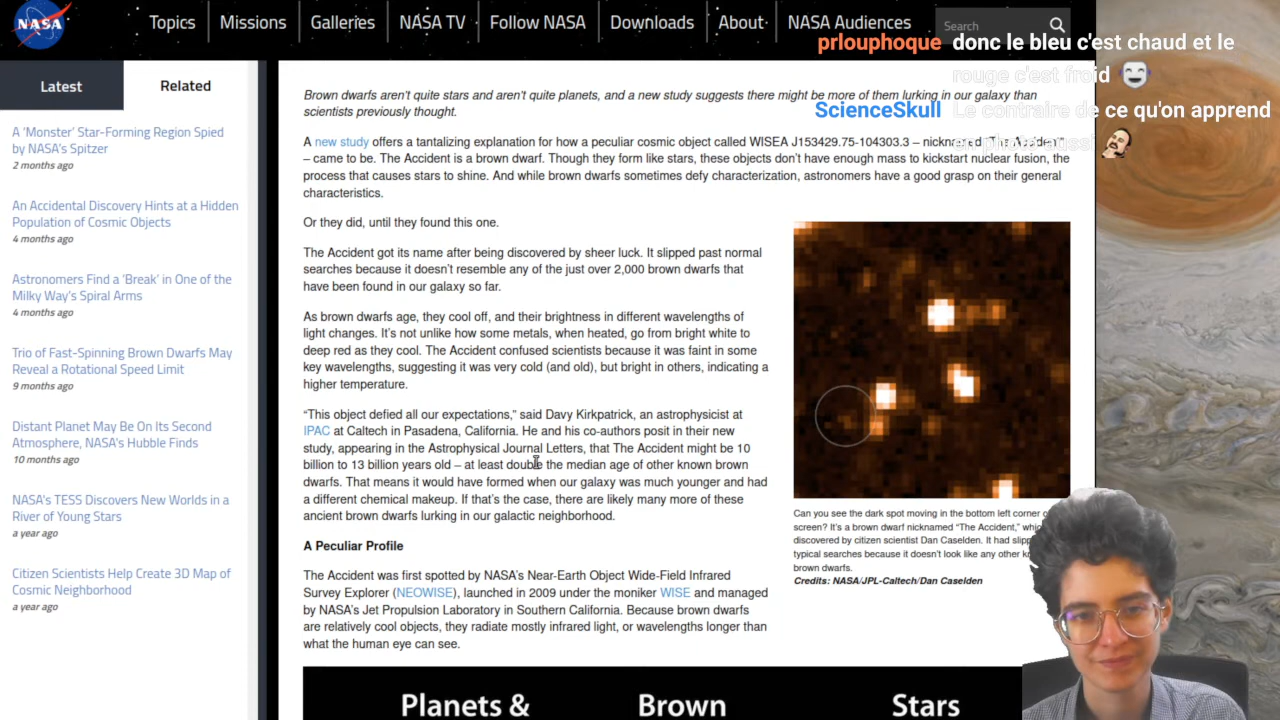 NASA
Topics
Missions
Galleries
NASA TV
Follow NASA
Downloads
About
NASA Audiences
Search
prlouphoque donc le bleu c'est chaud et le
rouge c'est froid
ScienceSkull Le contraire de ce qu'on apprend
en photo aussi
Latest
Related
A 'Monster' Star-Forming Region Spied
by NASA's Spitzer
2 months ago
An Accidental Discovery Hints at a Hidden
Population of Cosmic Objects
4 months ago
Astronomers Find a 'Break' in One of the
Milky Way's Spiral Arms
4 months ago
Trio of Fast-Spinning Brown Dwarfs May
Reveal a Rotational Speed Limit
9 months ago
Distant Planet May Be On Its Second
Atmosphere, NASA's Hubble Finds
10 months ago
NASA's TESS Discovers New Worlds in a
River of Young Stars
a year ago
Citizen Scientists Help Create 3D Map of
Cosmic Neighborhood
a year ago
Brown dwarfs aren't quite stars and aren't quite planets, and a new study suggests there might be more of them lurking in our galaxy than
scientists previously thought.
A new study offers a tantalizing explanation for how a peculiar cosmic object called WISEA J153429.75-104303.3 – nicknamed "The Accident"
– came to be. The Accident is a brown dwarf. Though they form like stars, these objects don't have enough mass to kickstart nuclear fusion, the
process that causes stars to shine. And while brown dwarfs sometimes defy characterization, astronomers have a good grasp on their general
characteristics.
Or they did, until they found this one.
The Accident got its name after being discovered by sheer luck. It slipped past normal
searches because it doesn't resemble any of the just over 2,000 brown dwarfs that
have been found in our galaxy so far.
As brown dwarfs age, they cool off, and their brightness in different wavelengths of
light changes. It's not unlike how some metals, when heated, go from bright white to
deep red as they cool. The Accident confused scientists because it was faint in some
key wavelengths, suggesting it was very cold (and old), but bright in others, indicating a
higher temperature.
"This object defied all our expectations," said Davy Kirkpatrick, an astrophysicist at
IPAC at Caltech in Pasadena, California. He and his co-authors posit in their new
study, appearing in the Astrophysical Journal Letters, that The Accident might be 10
billion to 13 billion years old – at least double the median age of other known brown
dwarfs. That means it would have formed when our galaxy was much younger and had
a different chemical makeup. If that's the case, there are likely many more of these
ancient brown dwarfs lurking in our galactic neighborhood.
A Peculiar Profile
The Accident was first spotted by NASA's Near-Earth Object Wide-Field Infrared
Survey Explorer (NEOWISE), launched in 2009 under the moniker WISE and managed
by NASA's Jet Propulsion Laboratory in Southern California. Because brown dwarfs
are relatively cool objects, they radiate mostly infrared light, or wavelengths longer than
what the human eye can see.
Can you see the dark spot moving in the bottom left corner
screen? It's a brown dwarf nicknamed "The Accident,"
discovered by citizen scientist Dan Caselden. It had
typical searches because it doesn't look like any other
brown dwarfs.
Credits: NASA/JPL-Caltech/Dan Caselden
Planets &
Brown
Stars